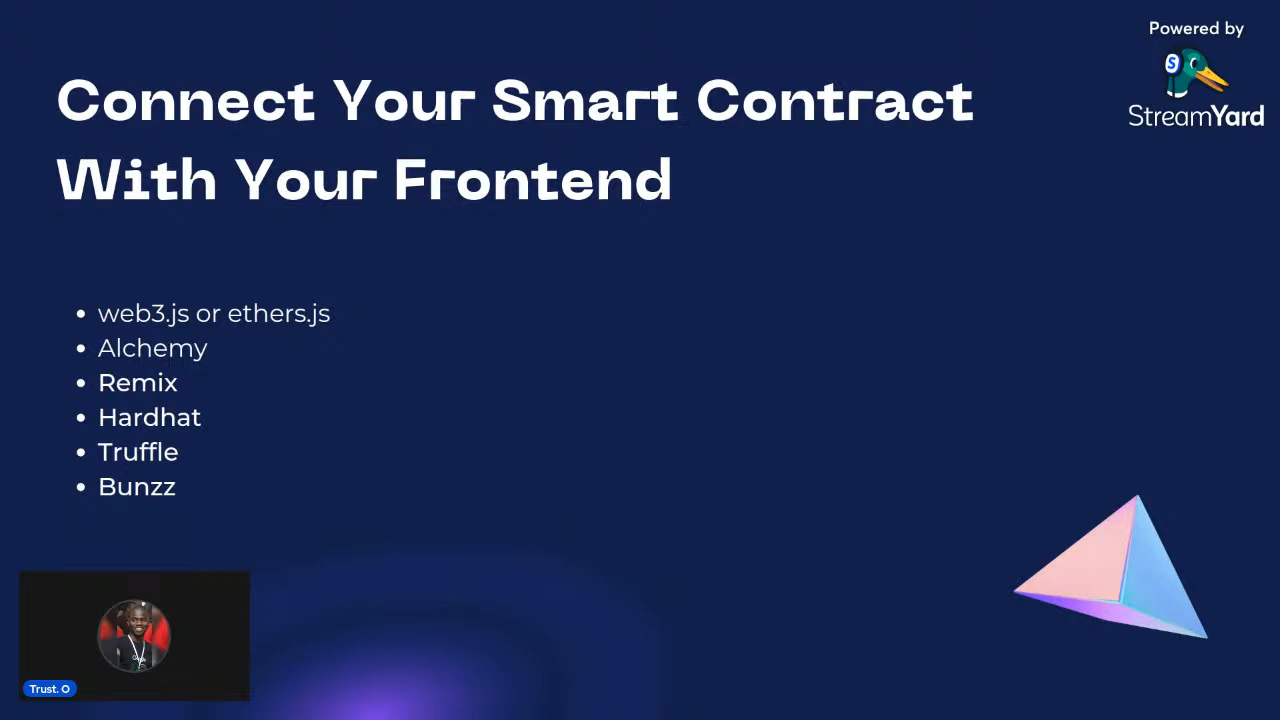 Powered by
StreamYard
Connect Your Smart Contract
With Your Frontend
• web3.js or ethers.js
• Alchemy
• Remix
• Hardhat
• Truffle
• Bunzz
Trust. O